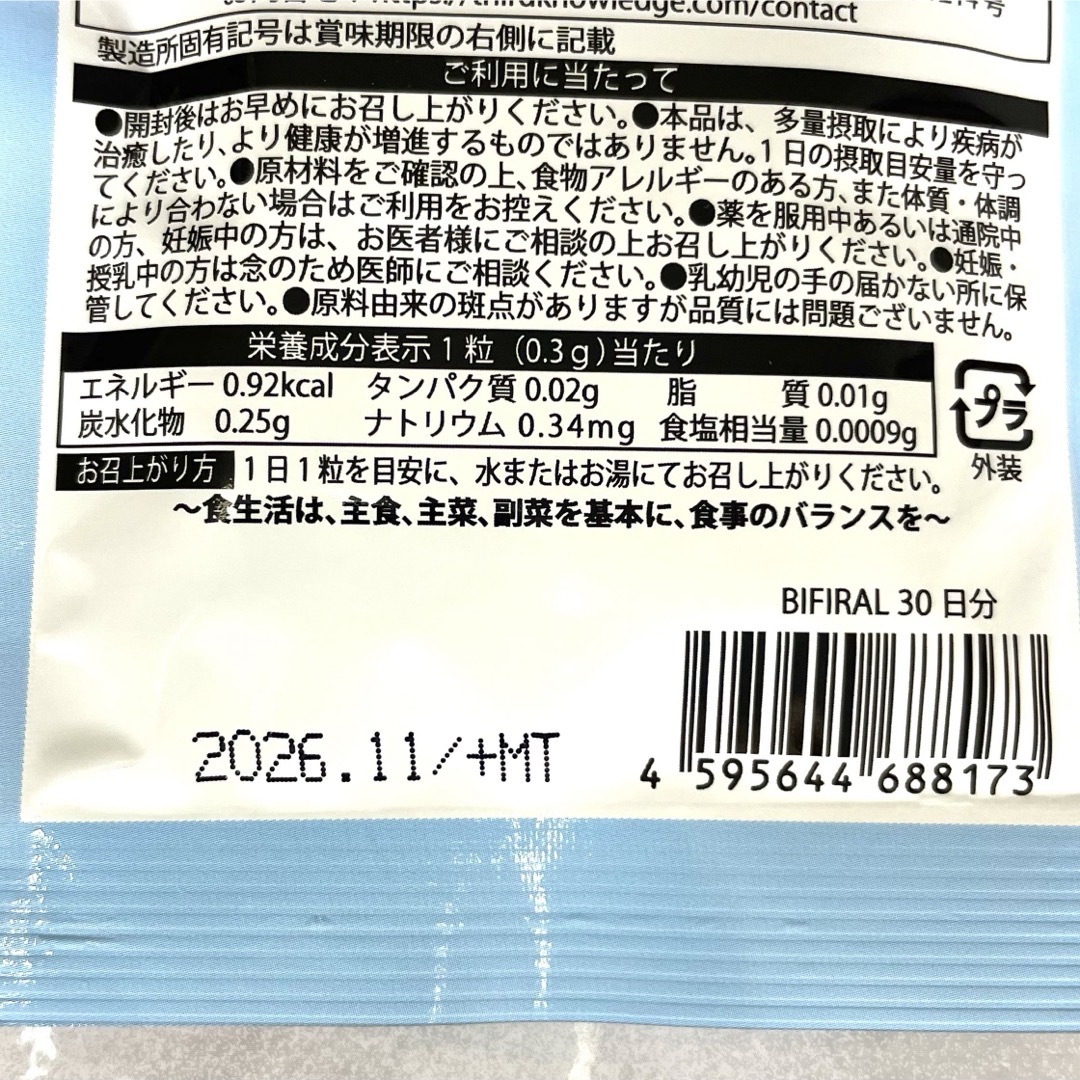 https://thirdknowledge.com/contact
製造所固有記号は賞味期限の右側に記載
ご利用に当たって
●開封後はお早めにお召し上がりください。●本品は、多量摂取により疾病が
治癒したり、より健康が増進するものではありません。1日の摂取目安量を守っ
てください。●原材料をご確認の上、食物アレルギーのある方、また体質・体調
により合わない場合はご利用をお控えください。●薬を服用中あるいは通院中
の方、妊娠中の方は、お医者様にご相談の上お召し上がりください。●妊娠・
授乳中の方は念のため医師にご相談ください。●乳幼児の手の届かない所に保
管してください。●原料由来の斑点がありますが品質には問題ございません。
栄養成分表示1粒(0.3g)当たり
エネルギー 0.92kcal タンパク質 0.02g 脂 質 0.01g
炭水化物 0.25g ナトリウム 0.34mg 食塩相当量 0.0009g
プラ
外装
お召上がり方 1日1粒を目安に、水またはお湯にてお召し上がりください。
～食生活は、主食、主菜、副菜を基本に、食事のバランスを～
BIFIRAL 30日分
2026.11/+MT
4 595644 688173